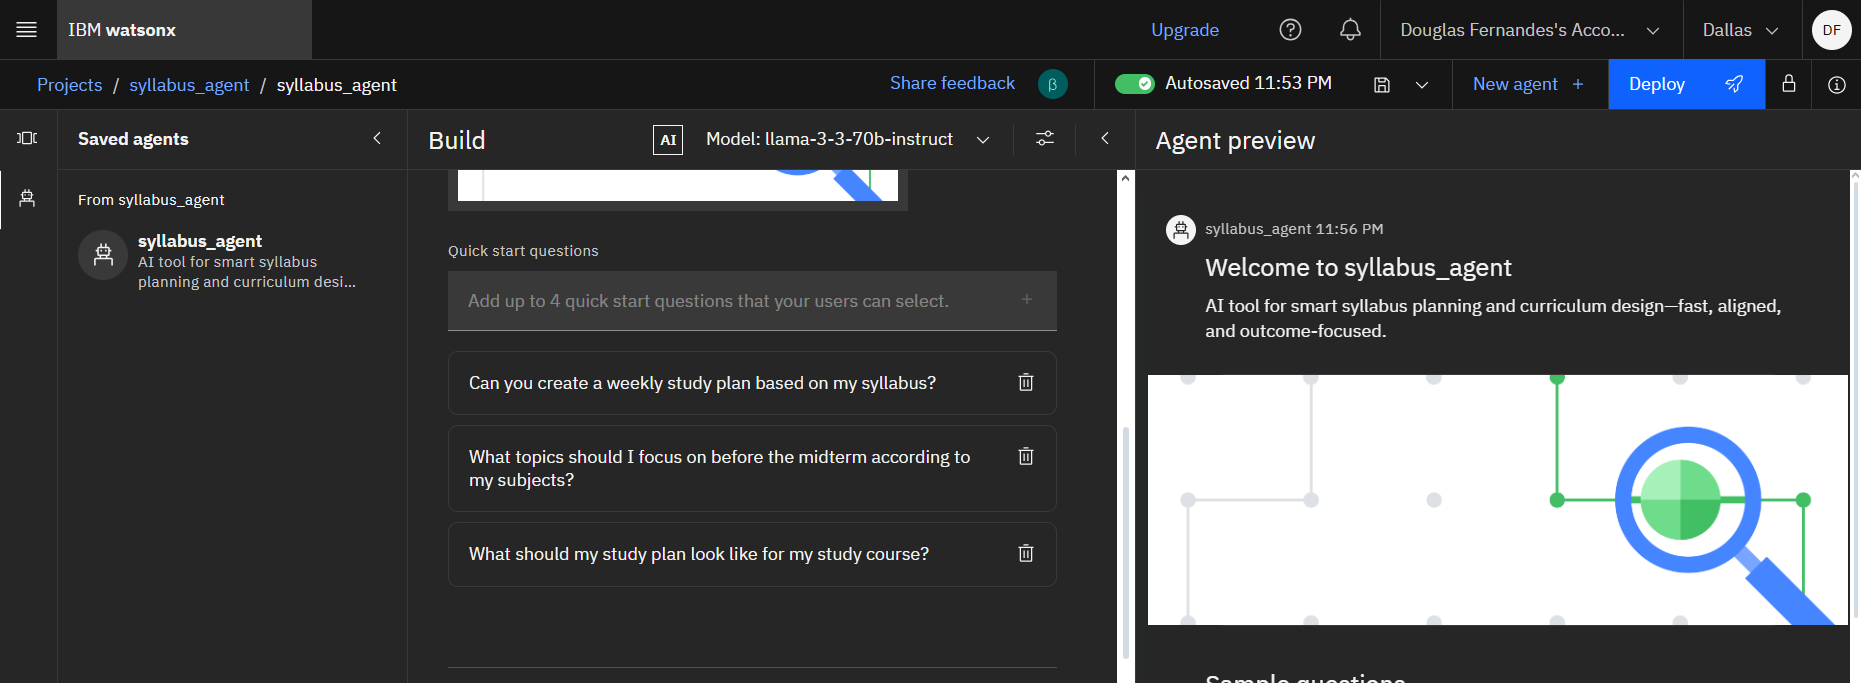 IBM watsonx
Upgrade
Douglas Fernandes's Acco...
Dallas
DF
Projects / syllabus_agent / syllabus_agent
Share feedback
β
Autosaved 11:53 PM
New agent +
Deploy
Saved agents
Build
AI
Model: llama-3-3-70b-instruct
Agent preview
From syllabus_agent
syllabus_agent
AI tool for smart syllabus
planning and curriculum desi...
Quick start questions
Add up to 4 quick start questions that your users can select.
Can you create a weekly study plan based on my syllabus?
What topics should I focus on before the midterm according to
my subjects?
What should my study plan look like for my study course?
syllabus_agent 11:56 PM
Welcome to syllabus_agent
AI tool for smart syllabus planning and curriculum design—fast, aligned,
and outcome-focused.
Sample questions